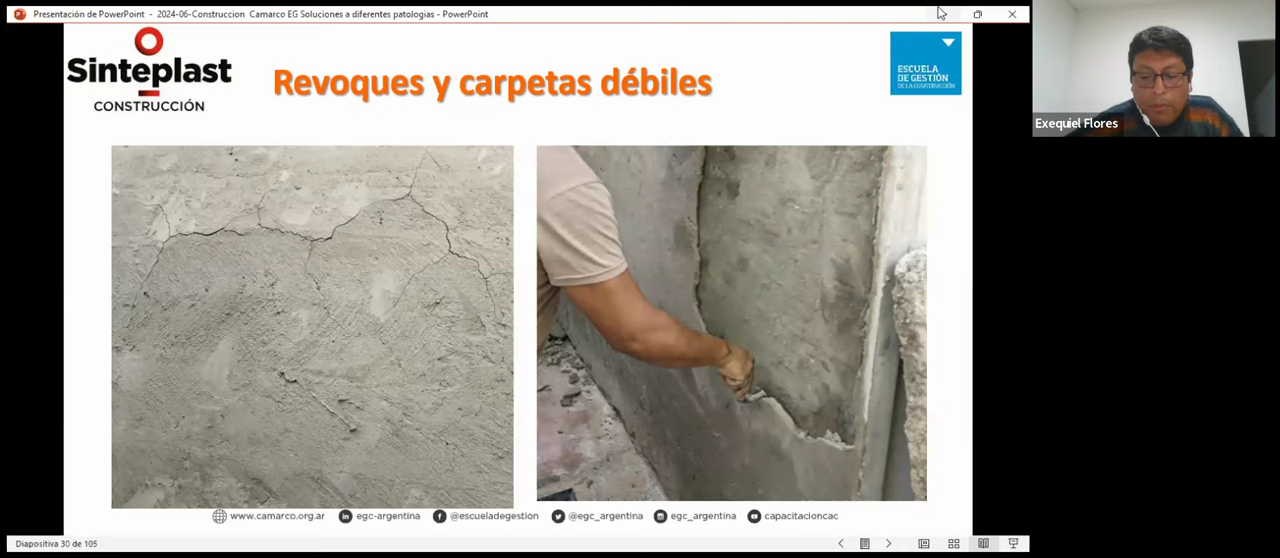 Presentación de PowerPoint - 2024-06-Construccion Camarco EG Soluciones a diferentes patologias - PowerPoint
Sinteplast
CONSTRUCCIÓN
Revoques y carpetas débiles
ESCUELA
DE GESTIÓN
DE LA CONSTRUCCIÓN
Exequiel Flores
www.camarco.org.ar egc-argentina @escueladegestion @egc_argentina egc_argentina capacitacioncac
Diapositiva 30 de 105